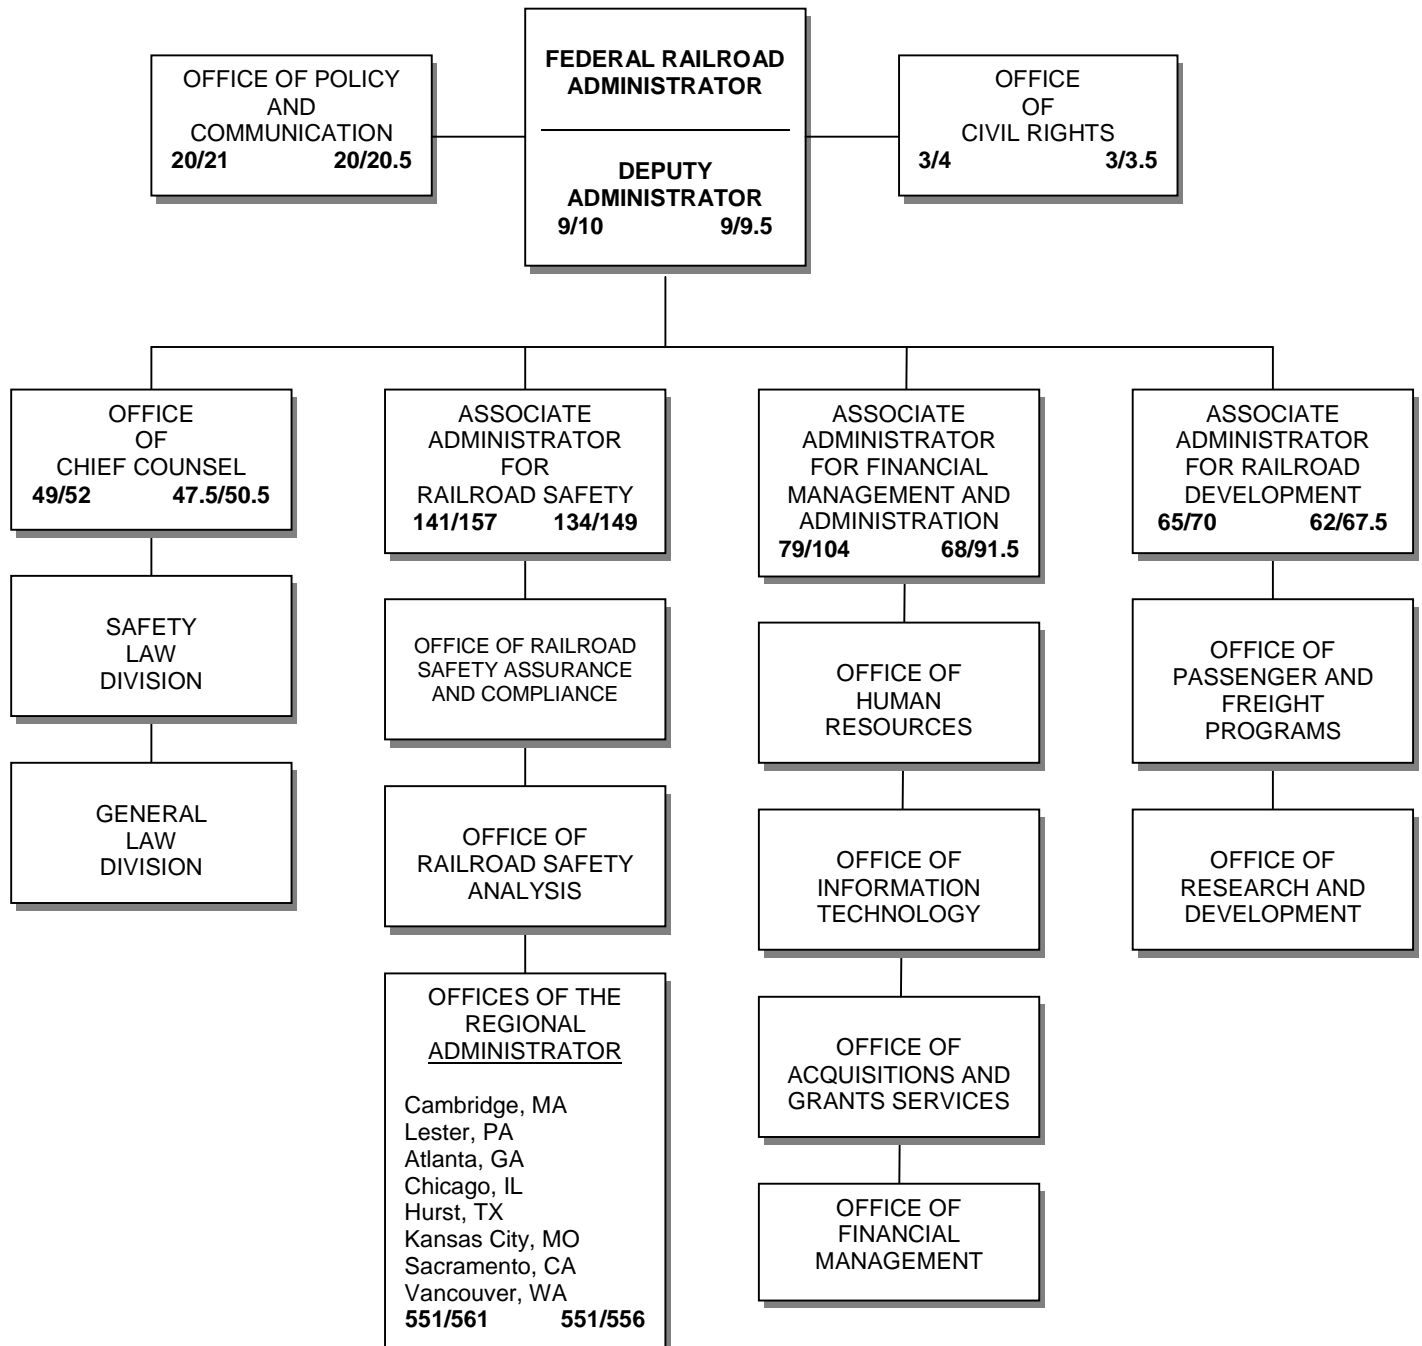 OFFICE OF POLICY
AND
COMMUNICATION
20/21 20/20.5
FEDERAL RAILROAD
ADMINISTRATOR
DEPUTY
ADMINISTRATOR
9/10 9/9.5
OFFICE
OF
CIVIL RIGHTS
3/4 3/3.5
OFFICE
OF
CHIEF COUNSEL
49/52 47.5/50.5
SAFETY
LAW
DIVISION
GENERAL
LAW
DIVISION
ASSOCIATE
ADMINISTRATOR
FOR
RAILROAD SAFETY
141/157 134/149
OFFICE OF RAILROAD
SAFETY ASSURANCE
AND COMPLIANCE
OFFICE OF
RAILROAD SAFETY
ANALYSIS
OFFICES OF THE
REGIONAL
ADMINISTRATOR
Cambridge, MA
Lester, PA
Atlanta, GA
Chicago, IL
Hurst, TX
Kansas City, MO
Sacramento, CA
Vancouver, WA
551/561 551/556
ASSOCIATE
ADMINISTRATOR
FOR FINANCIAL
MANAGEMENT AND
ADMINISTRATION
79/104 68/91.5
OFFICE OF
HUMAN
RESOURCES
OFFICE OF
INFORMATION
TECHNOLOGY
OFFICE OF
ACQUISITIONS AND
GRANTS SERVICES
OFFICE OF
FINANCIAL
MANAGEMENT
ASSOCIATE
ADMINISTRATOR
FOR RAILROAD
DEVELOPMENT
65/70 62/67.5
OFFICE OF
PASSENGER AND
FREIGHT
PROGRAMS
OFFICE OF
RESEARCH AND
DEVELOPMENT